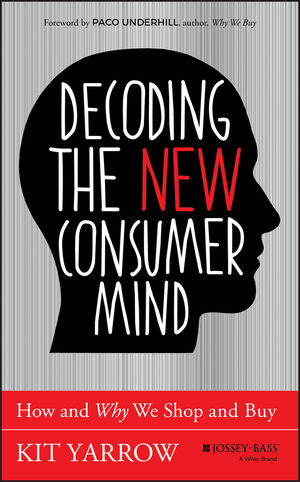 Foreword by PACO UNDERHILL, author, Why We Buy
DECODING
THE NEW
CONSUMER
MIND
How and Why We Shop and Buy
KIT YARROW
JOSSEY-BASS™
A Wiley Brand